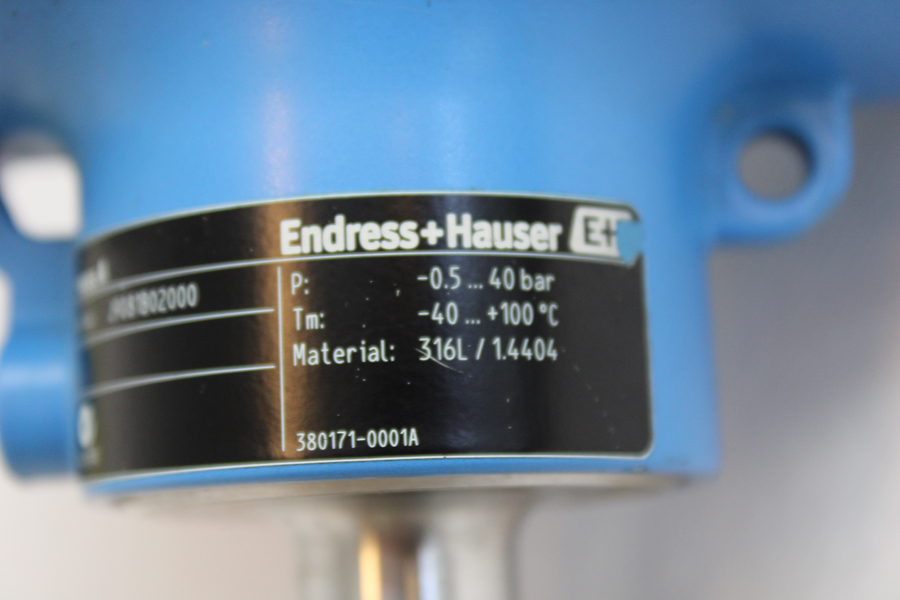 Endress+Hauser E+
P: -0.5 ... 40 bar
Tm: -40 ... +100 °C
Material: 316L / 1.4404
380171-0001A